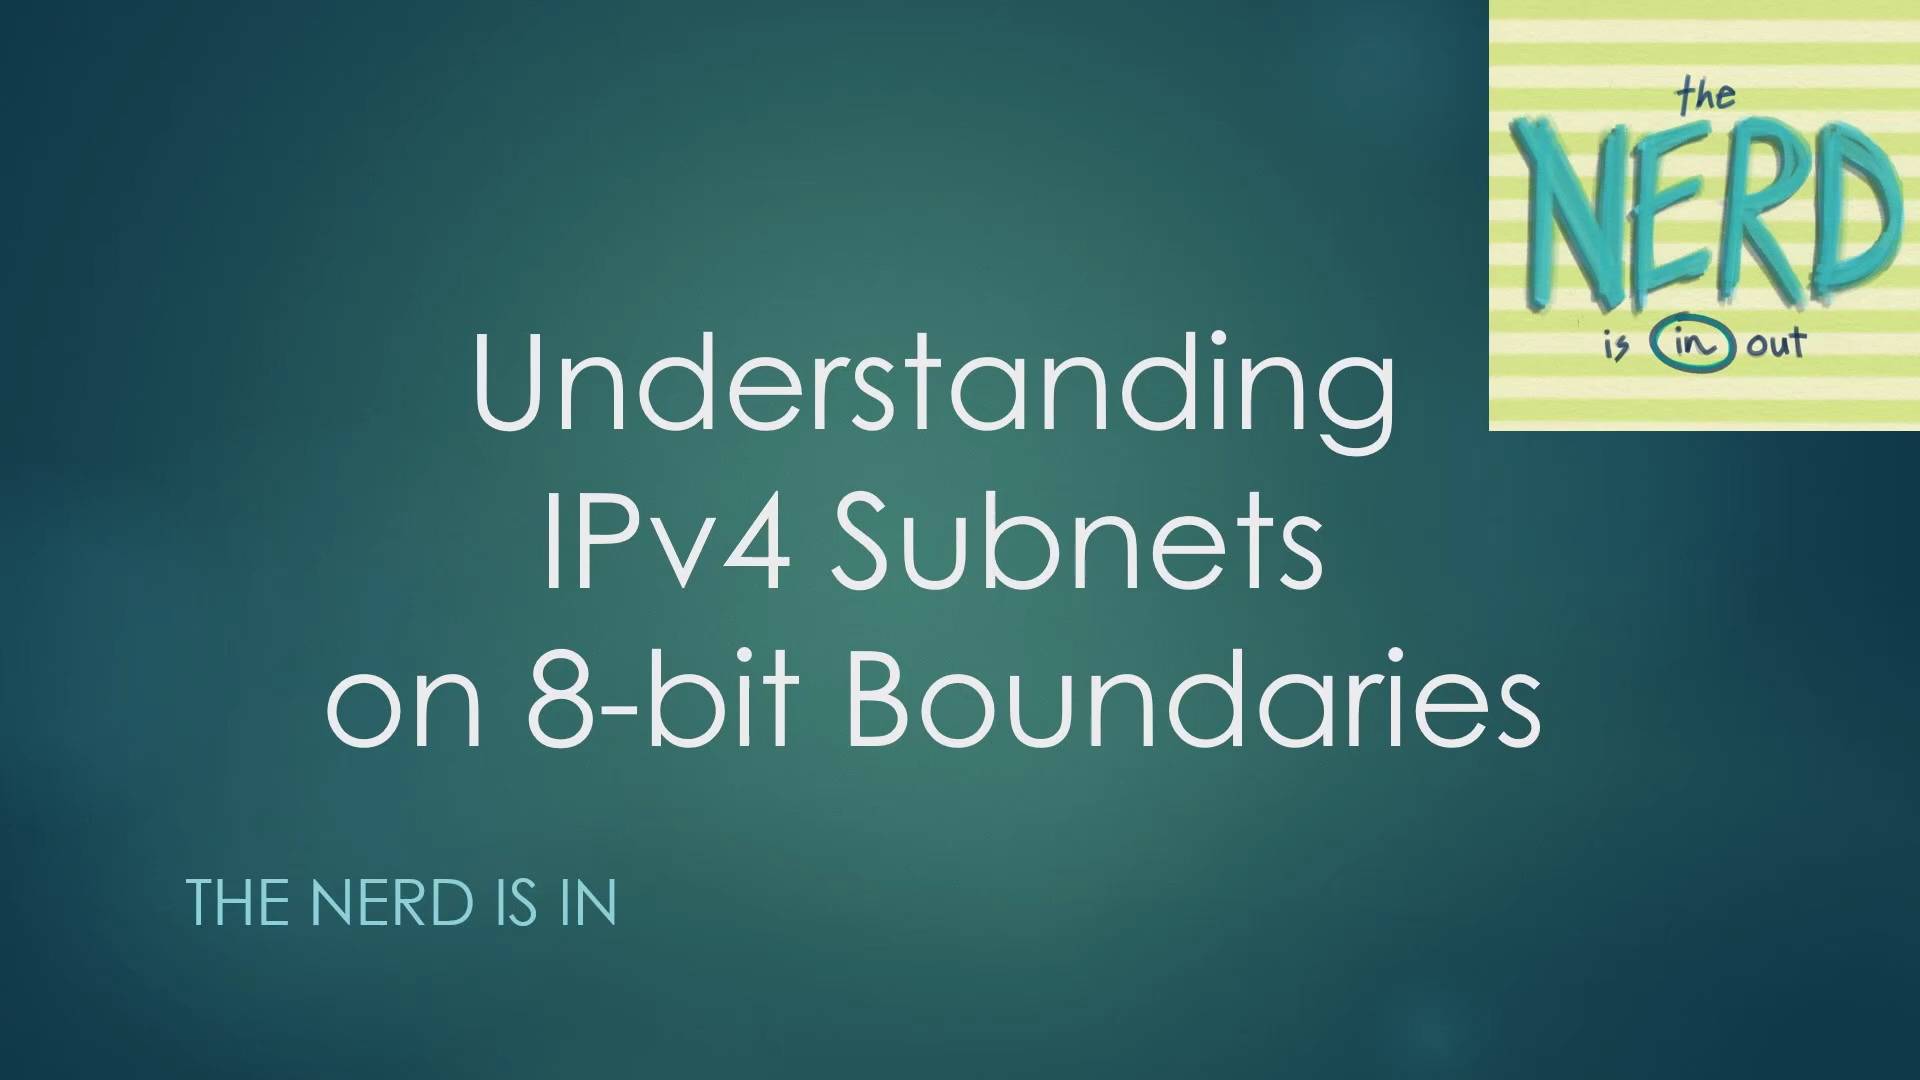 the
NERD
is in out
Understanding
IPv4 Subnets
on 8-bit Boundaries
THE NERD IS IN